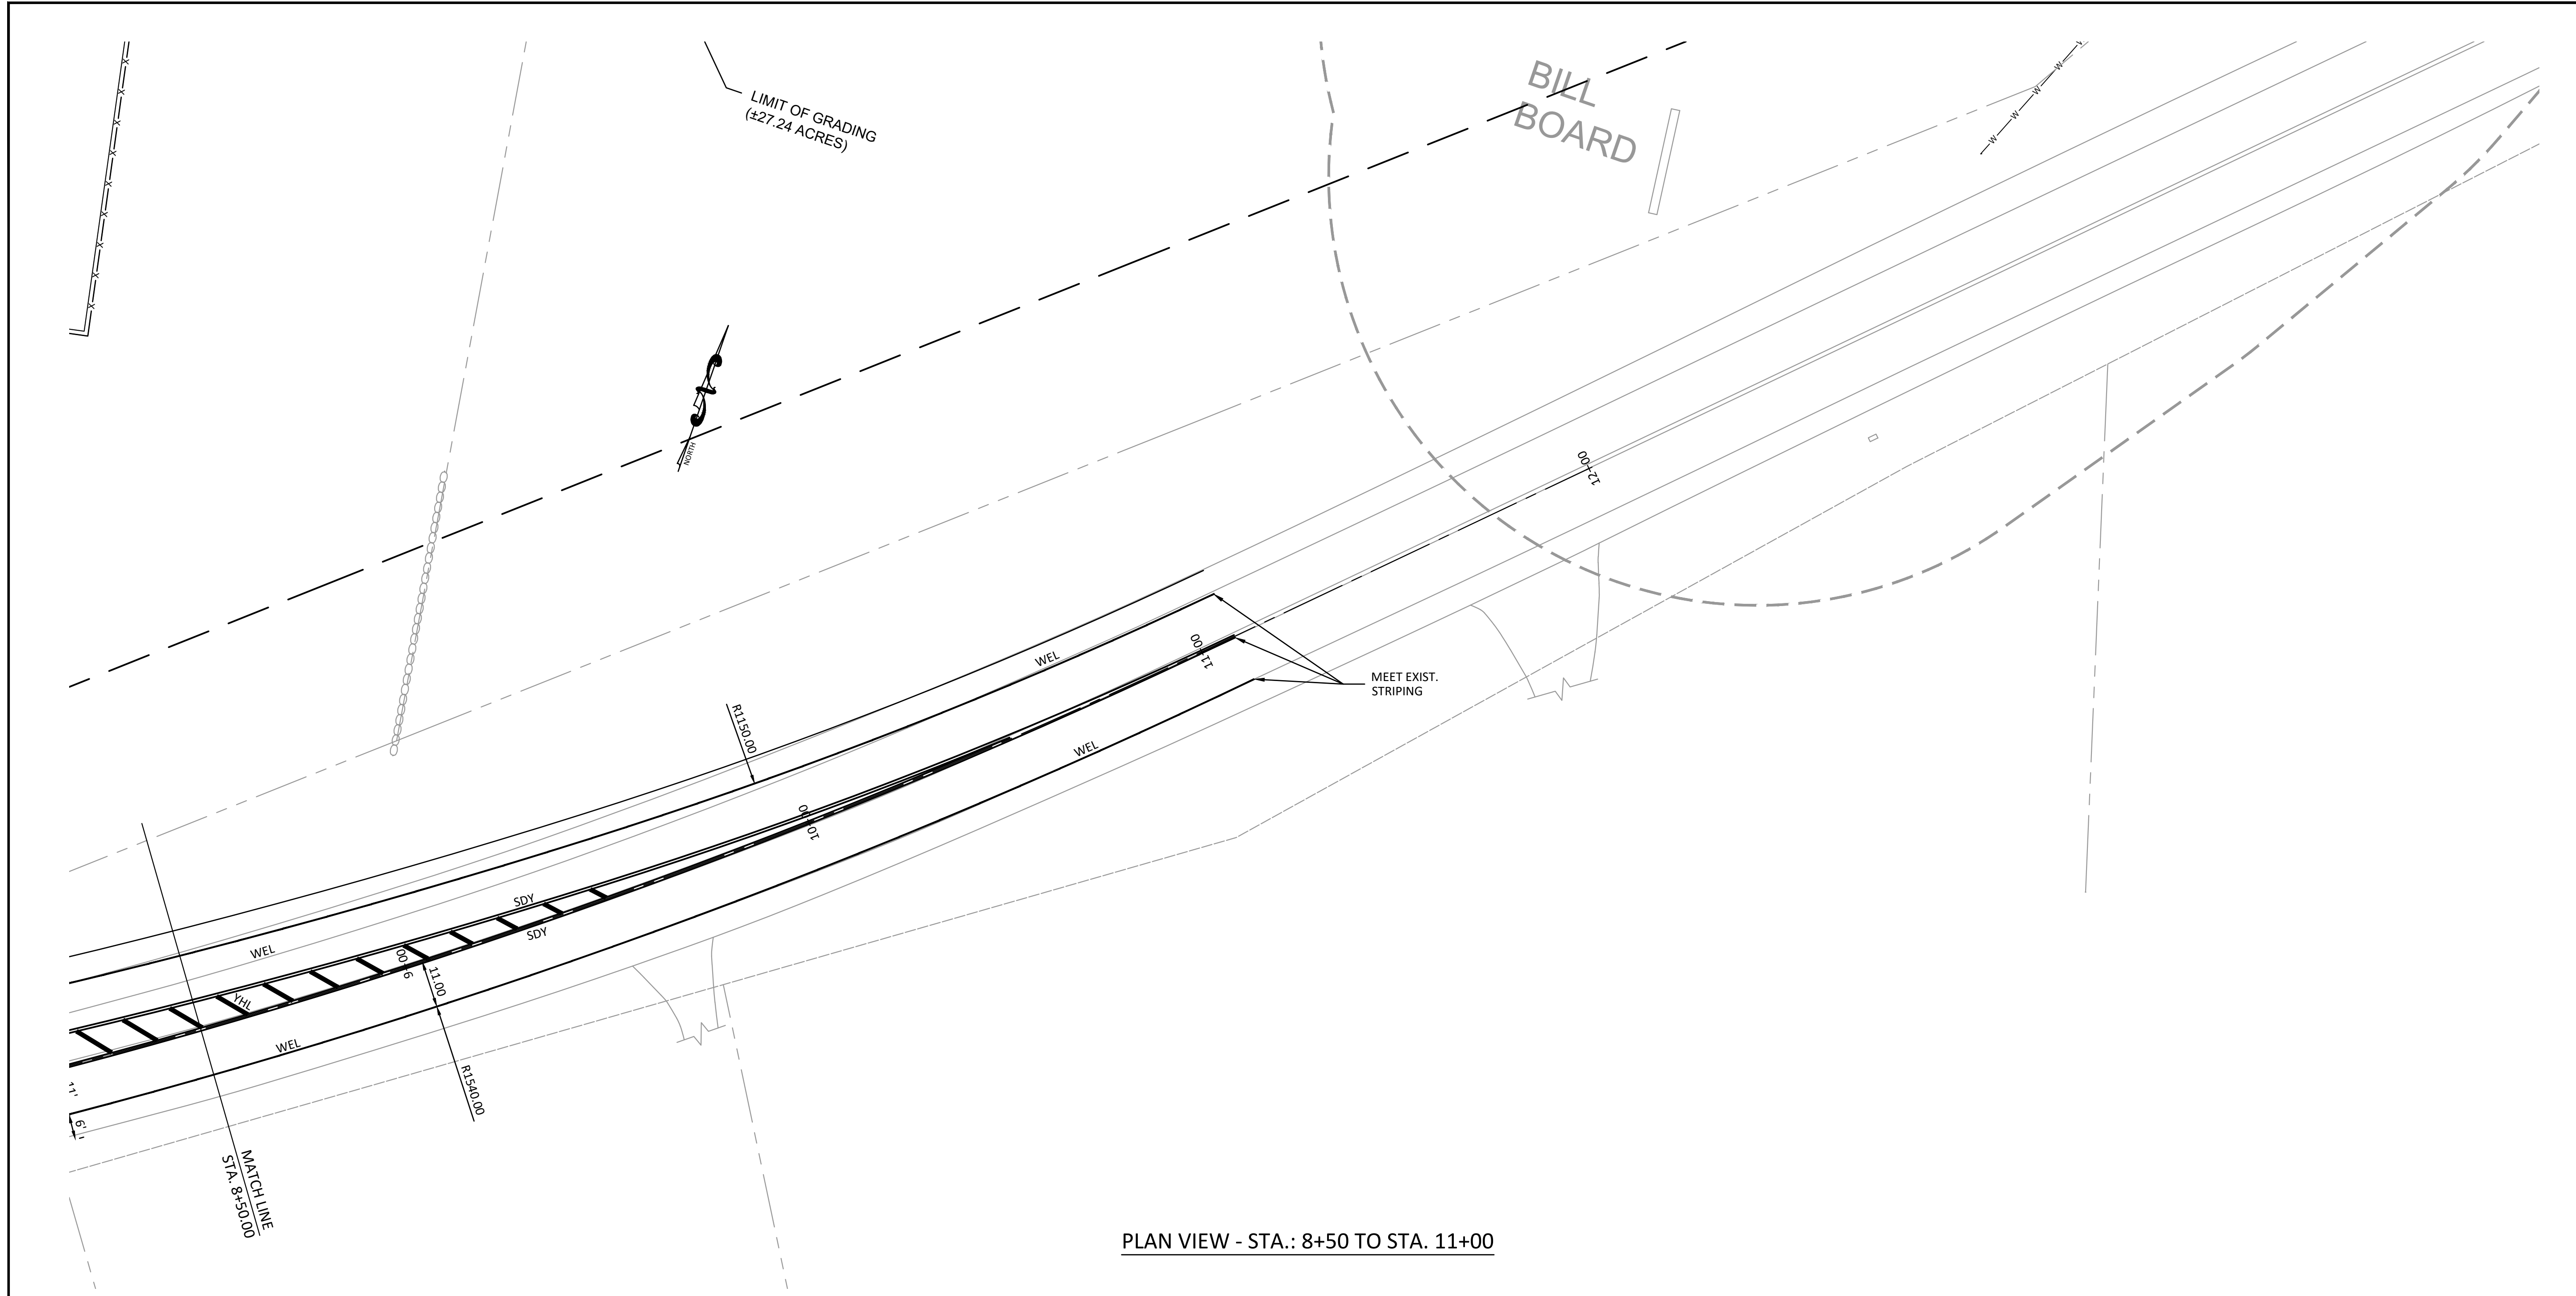 LIMIT OF GRADING
(±27.24 ACRES)
BILL
BOARD
X
X
X
X
X
X
X
X
X
W
W
W
W
NORTH
12+00
11+00
WEL
MEET EXIST.
STRIPING
R1150.00
WEL
10+00
SDY
SDY
WEL
9+00
11.00
YHL
WEL
R1540.00
11'
6'
MATCH LINE
STA. 8+50.00
PLAN VIEW - STA.: 8+50 TO STA. 11+00